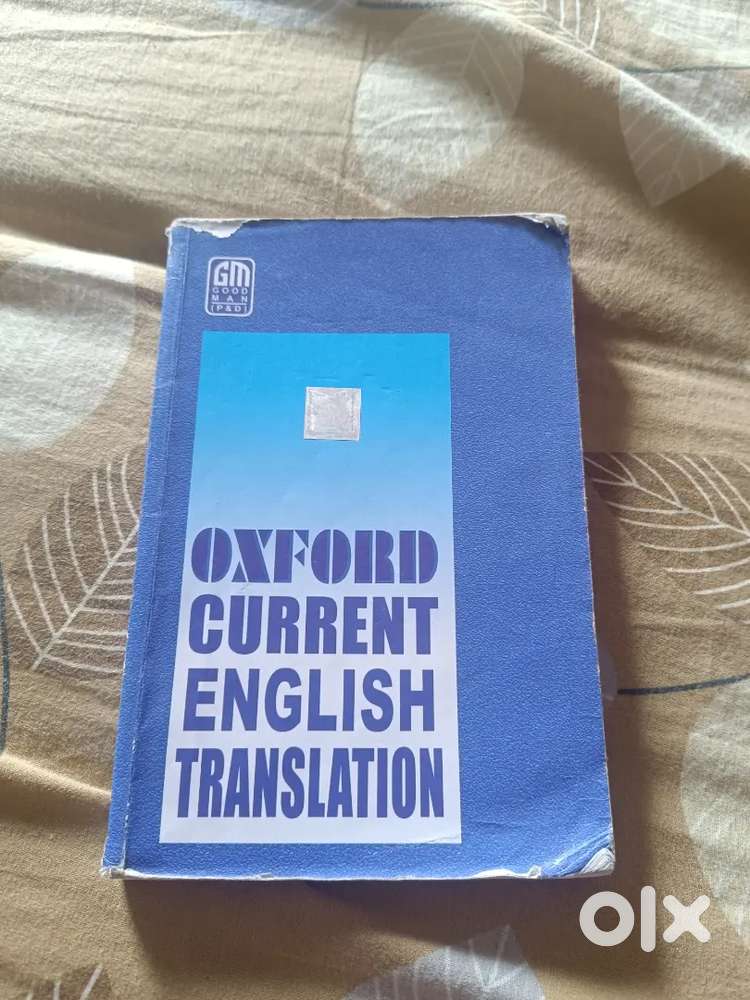 GM
GOOD
MAN
(P&D)
OXFORD
CURRENT
ENGLISH
TRANSLATION
olx